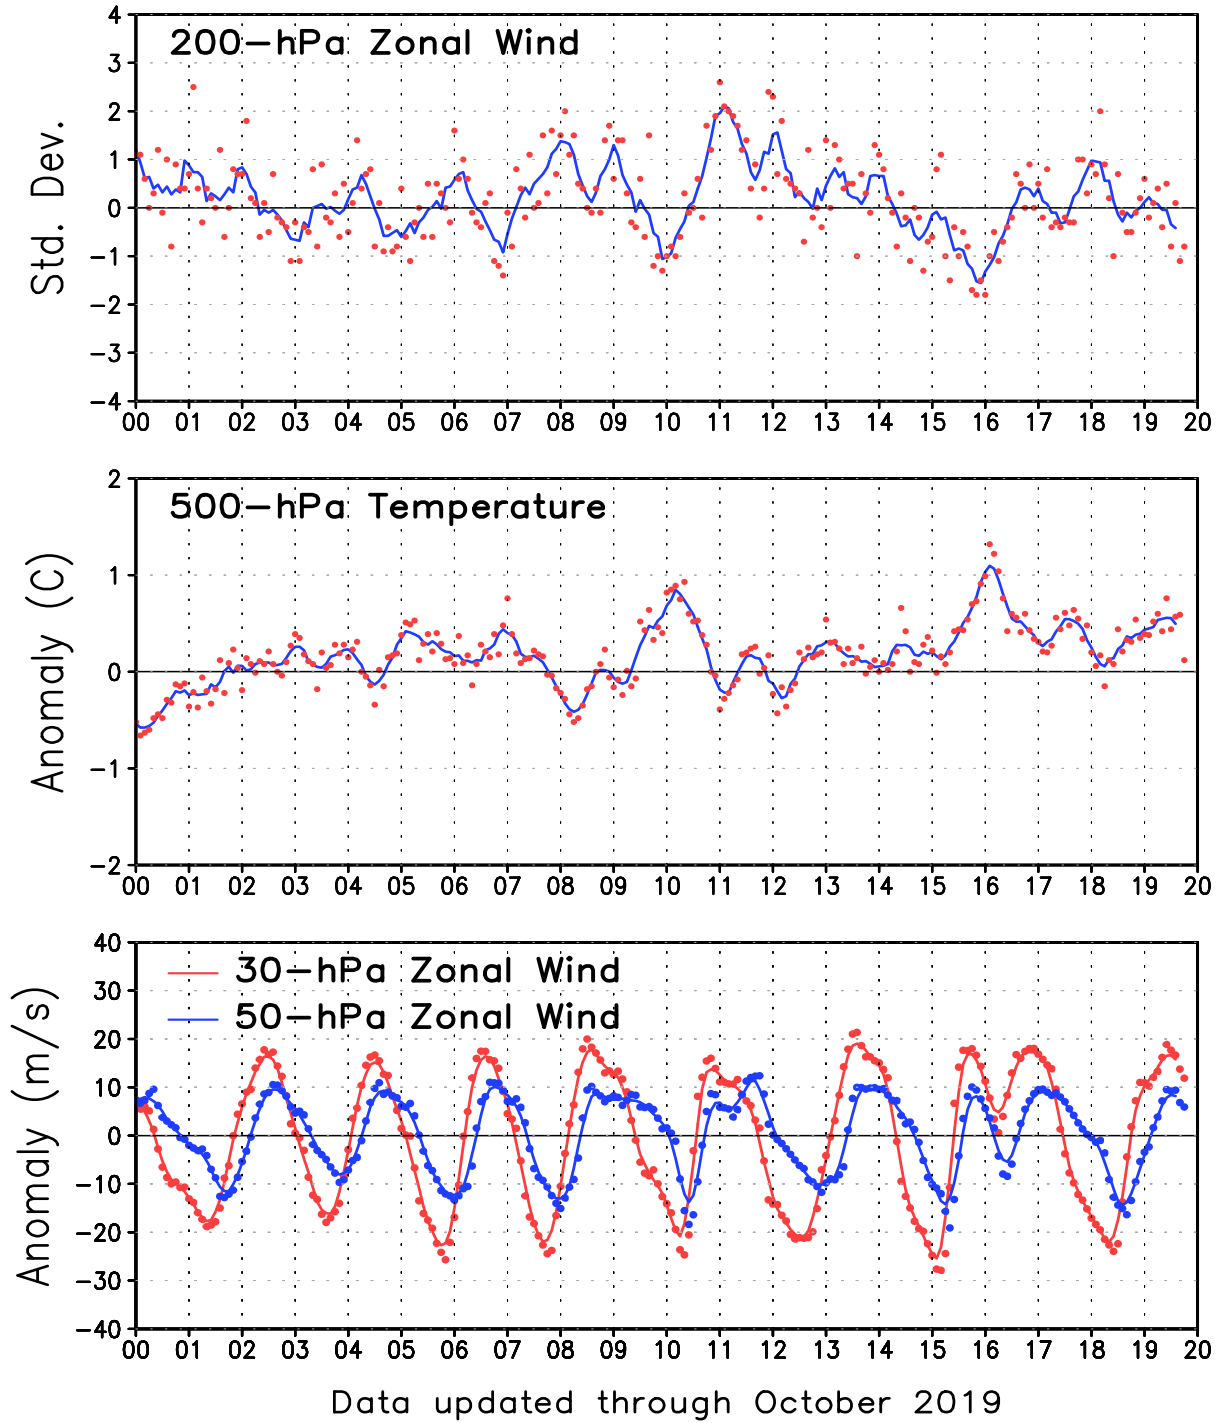 200-hPa Zonal Wind
Std. Dev.
4
3
2
1
0
-1
-2
-3
-4
00 01 02 03 04 05 06 07 08 09 10 11 12 13 14 15 16 17 18 19 20
500-hPa Temperature
Anomaly (C)
2
1
0
-1
-2
00 01 02 03 04 05 06 07 08 09 10 11 12 13 14 15 16 17 18 19 20
30-hPa Zonal Wind
50-hPa Zonal Wind
Anomaly (m/s)
40
30
20
10
0
-10
-20
-30
-40
00 01 02 03 04 05 06 07 08 09 10 11 12 13 14 15 16 17 18 19 20
Data updated through October 2019